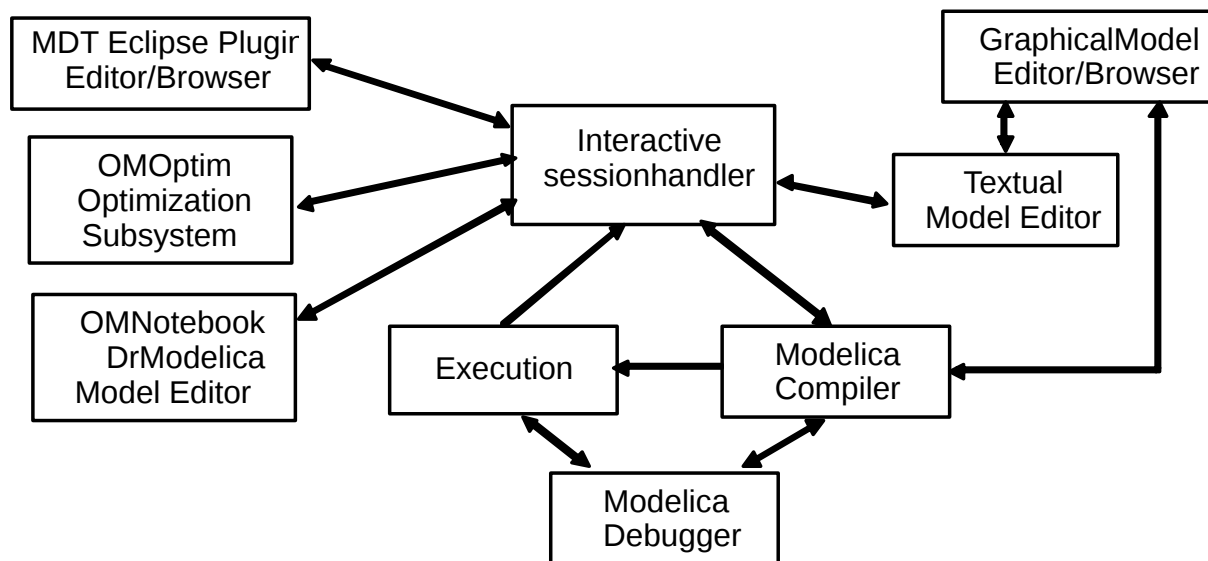 MDT Eclipse Plugin
Editor/Browser
GraphicalModel
Editor/Browser
Interactive
sessionhandler
OMOptim
Optimization
Subsystem
Textual
Model Editor
OMNotebook
DrModelica
Model Editor
Execution
Modelica
Compiler
Modelica
Debugger